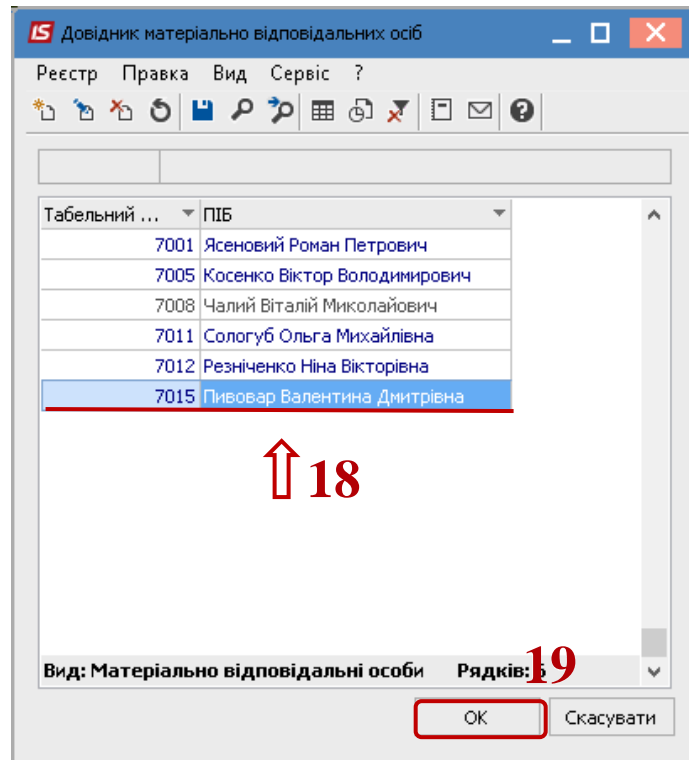 IS Довідник матеріально відповідальних осіб
Реєстр Правка Вид Сервіс ?
Табельний ... ПІБ
7001 Ясеновий Роман Петрович
7005 Косенко Віктор Володимирович
7008 Чалий Віталій Миколайович
7011 Сологуб Ольга Михайлівна
7012 Резніченко Ніна Вікторівна
7015 Пивовар Валентина Дмитрівна
18
19
Вид: Матеріально відповідальні особи Рядків:
ОК Скасувати